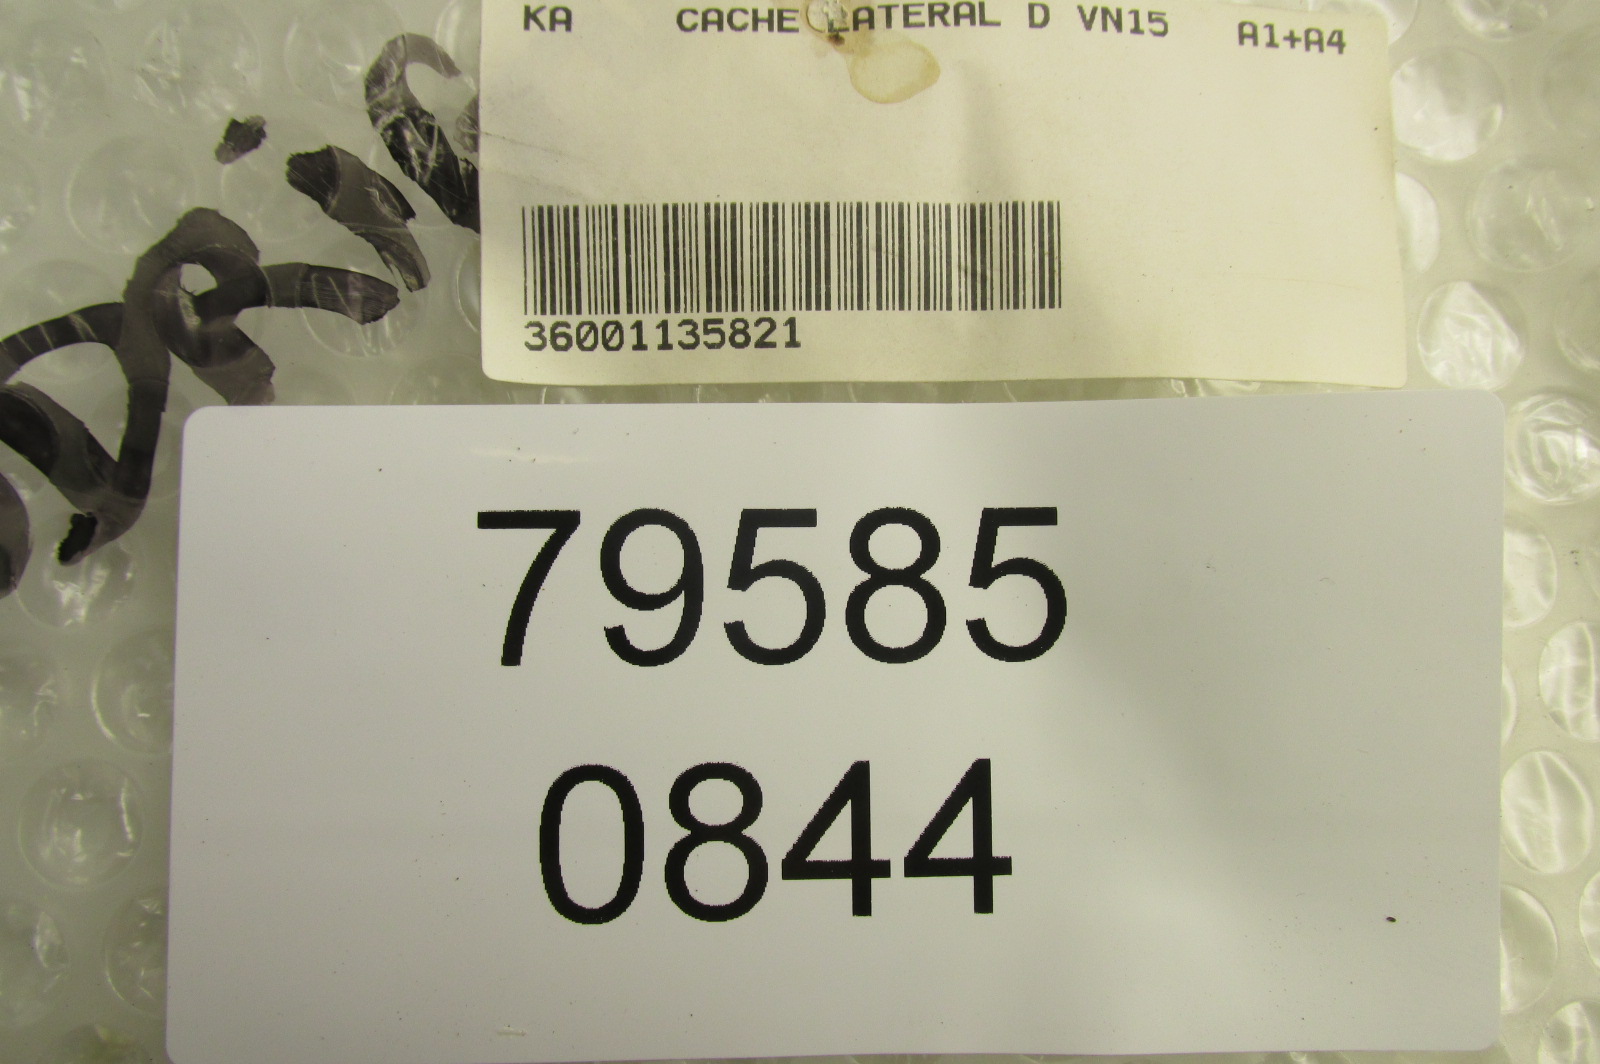 KA CACHE LATERAL D VN15 A1+A4
36001135821
79585
0844